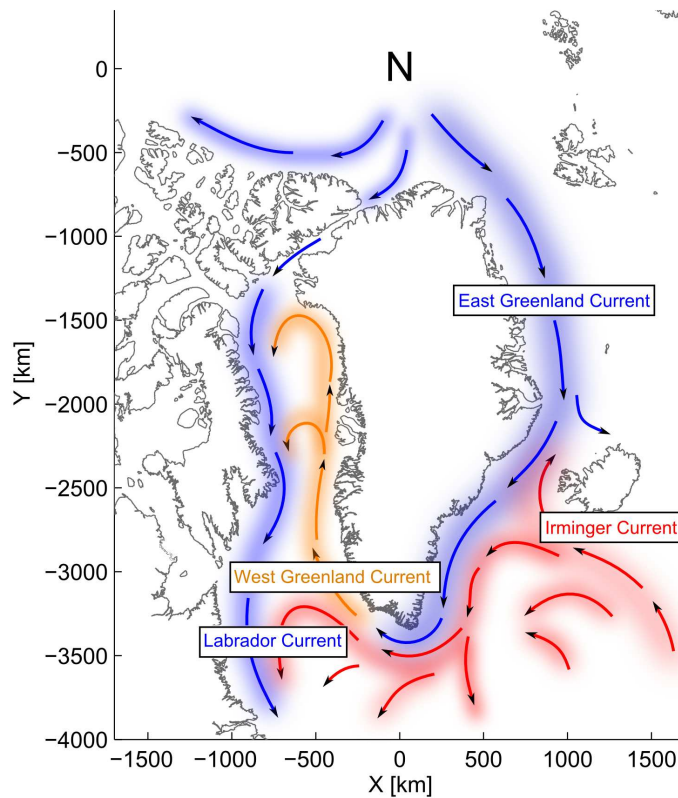 N
0
−500
−1000
−1500
−2000
−2500
−3000
−3500
−4000
Y [km]
East Greenland Current
Irminger Current
West Greenland Current
Labrador Current
−1500 −1000 −500 0 500 1000 1500
X [km]